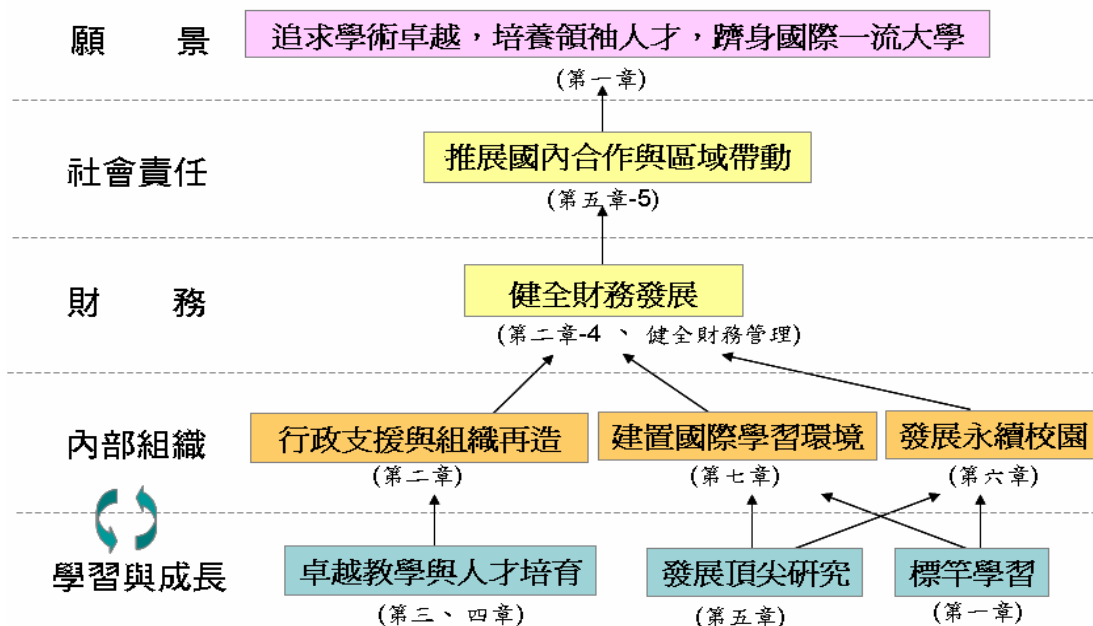 願 景
追求學術卓越，培養領袖人才，躋身國際一流大學
(第一章)
社會責任
推展國內合作與區域帶動
(第五章-5)
財 務
健全財務發展
(第二章-4 、 健全財務管理)
內部組織
行政支援與組織再造
建置國際學習環境
發展永續校園
(第二章)
(第七章)
(第六章)
學習與成長
卓越教學與人才培育
發展頂尖研究
標竿學習
(第三、四章)
(第五章)
(第一章)